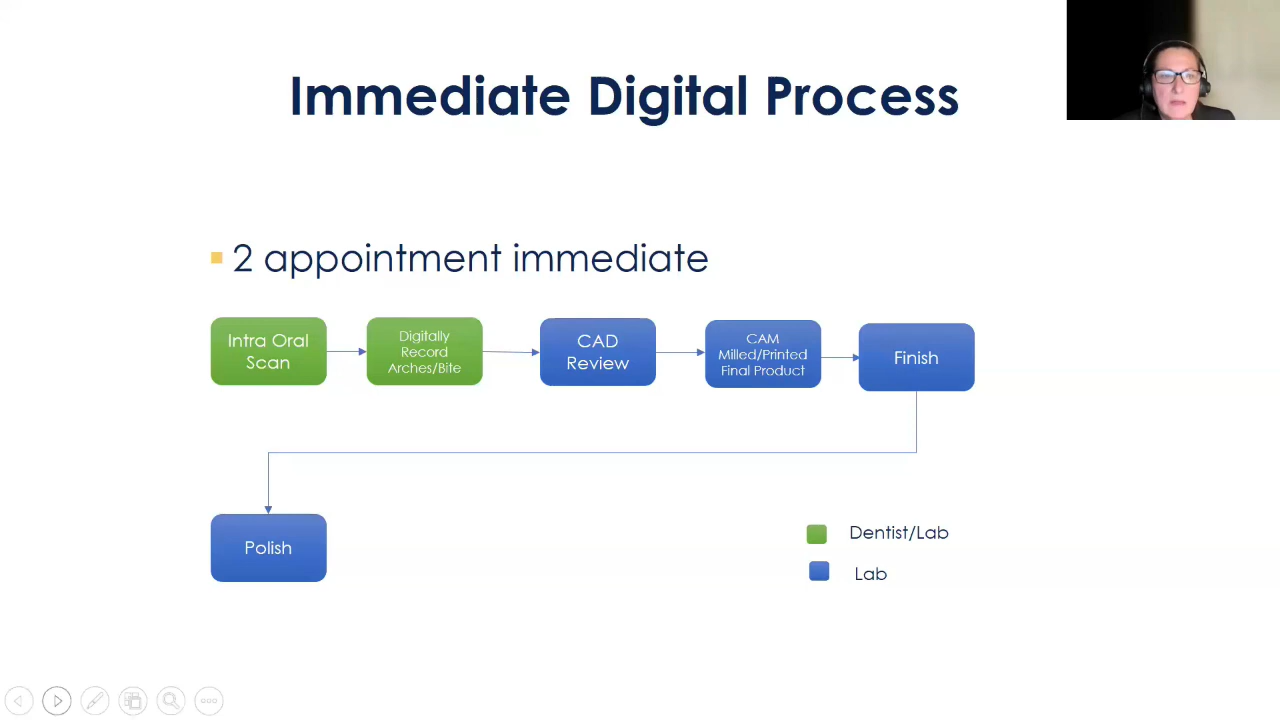 Immediate Digital Process
2 appointment immediate
Intra Oral
Scan
Digitally
Record
Arches/Bite
CAD
Review
CAM
Milled/Printed
Final Product
Finish
Polish
Dentist/Lab
Lab